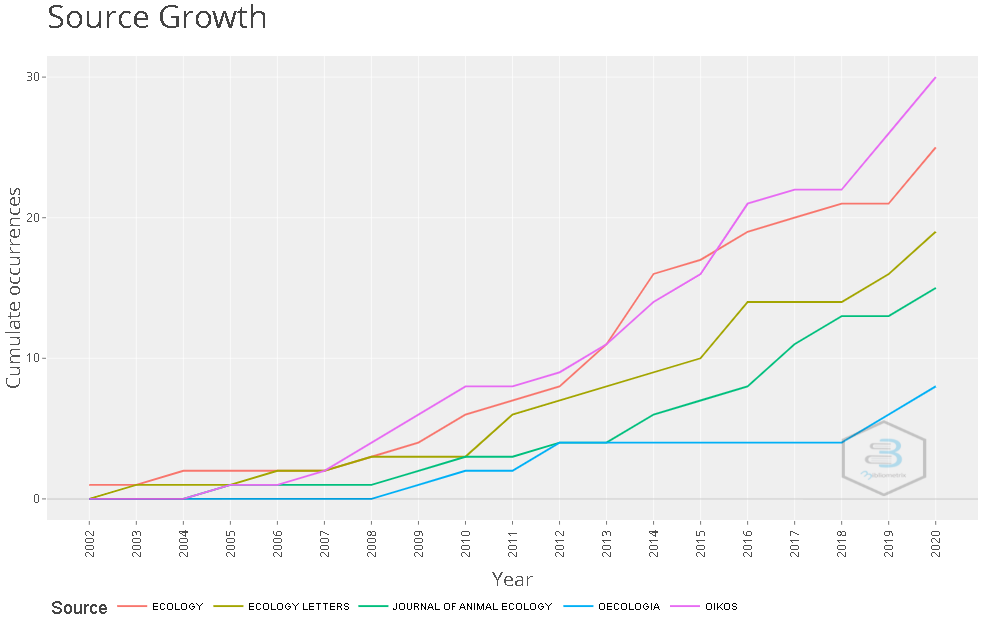 Source Growth
30
20
10
0
Cumulate occurrences
2002 2003 2004 2005 2006 2007 2008 2009 2010 2011 2012 2013 2014 2015 2016 2017 2018 2019 2020
Year
Source ECOLOGY ECOLOGY LETTERS JOURNAL OF ANIMAL ECOLOGY OECOLOGIA OIKOS